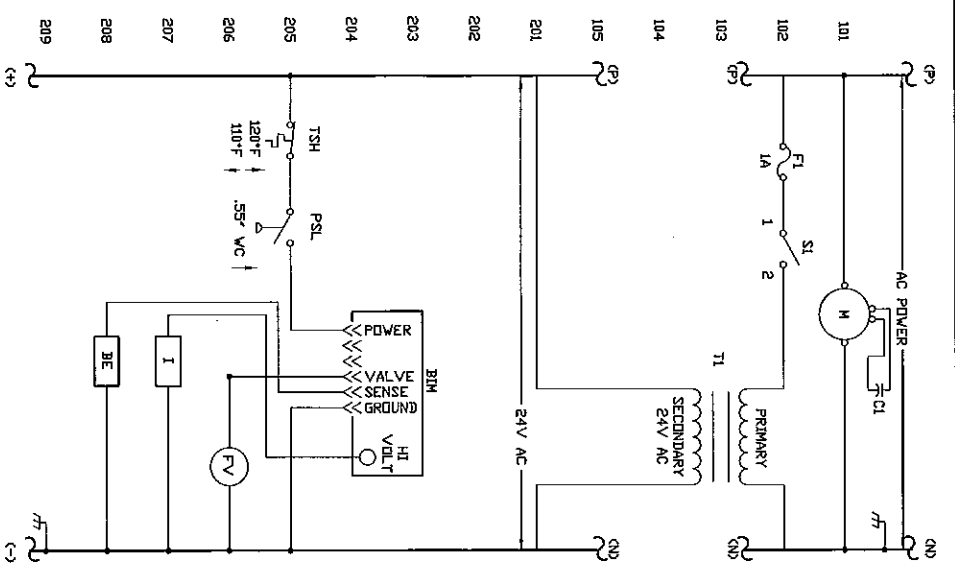 (P)
AC POWER
(N)
101
M
C1
102
F1
1A
1
S1
2
PRIMARY
103
T1
104
SECONDARY
24V AC
(P)
(N)
105
(P)
(N)
201
24V AC
202
203
204
BIM
POWER
VALVE
SENSE
GROUND
HI
VOLT
205
TSH
120°F
110°F
PSL
.55" WC
206
FV
207
I
208
BE
209
(+)
(-)